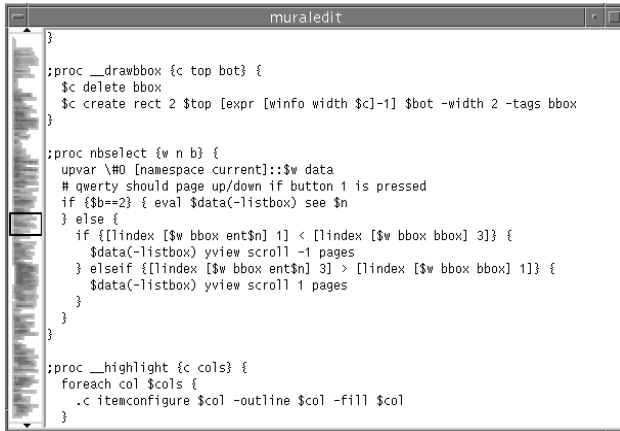 muraledit
}
;proc __drawbbox {c top bot} {
$c delete bbox
$c create rect 2 $top [expr [winfo width $c]-1] $bot -width 2 -tags bbox
}
;proc nbselect {w n b} {
upvar \#0 [namespace current]::$w data
# qwerty should page up/down if button 1 is pressed
if {$b==2} { eval $data(-listbox) see $n
} else {
if {[lindex [$w bbox ent$n] 1] < [lindex [$w bbox bbox] 3]} {
$data(-listbox) yview scroll -1 pages
} elseif {[lindex [$w bbox ent$n] 3] > [lindex [$w bbox bbox] 1]} {
$data(-listbox) yview scroll 1 pages
}
}
}
;proc __highlight {c cols} {
foreach col $cols {
.c itemconfigure $col -outline $col -fill $col
}